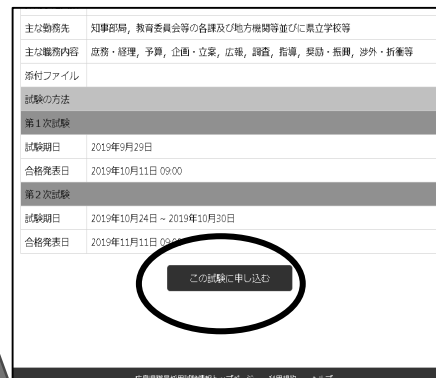 主な勤務先 知事部局，教育委員会等の各課及び地方機関等並びに県立学校等
主な職務内容 庶務・経理，予算，企画・立案，広報，調査，指導，奨励・振興，渉外・折衝等
添付ファイル
試験の方法
第１次試験
試験期日 2019年9月29日
合格発表日 2019年10月11日 09:00
第２次試験
試験期日 2019年10月24日 ~ 2019年10月30日
合格発表日 2019年11月11日 09:00
この試験に申し込む